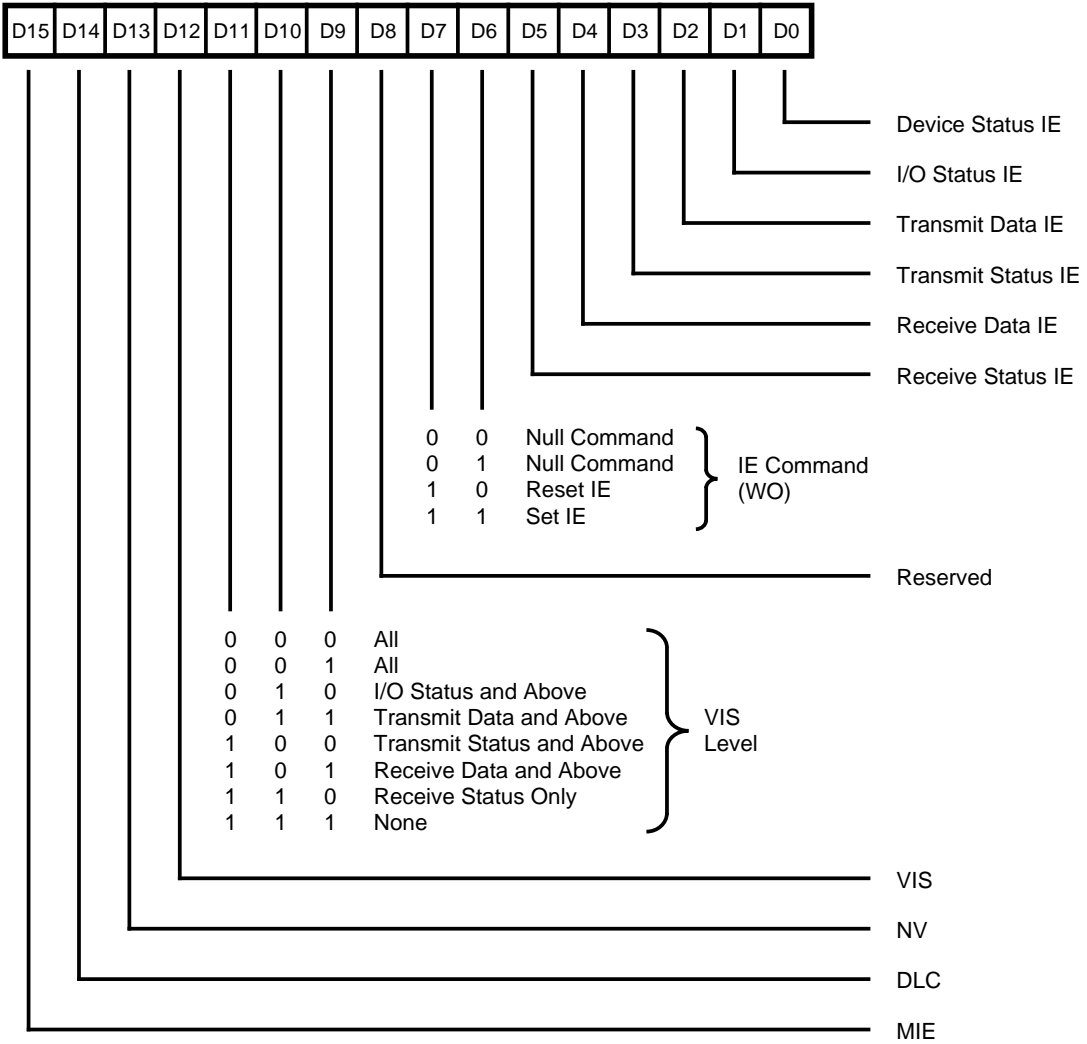 D15 D14 D13 D12 D11 D10 D9 D8 D7 D6 D5 D4 D3 D2 D1 D0
Device Status IE
I/O Status IE
Transmit Data IE
Transmit Status IE
Receive Data IE
Receive Status IE
0 0 Null Command
0 1 Null Command
1 0 Reset IE
1 1 Set IE
IE Command
(WO)
Reserved
0 0 0 All
0 0 1 All
0 1 0 I/O Status and Above
0 1 1 Transmit Data and Above
1 0 0 Transmit Status and Above
1 0 1 Receive Data and Above
1 1 0 Receive Status Only
1 1 1 None
VIS
Level
VIS
NV
DLC
MIE